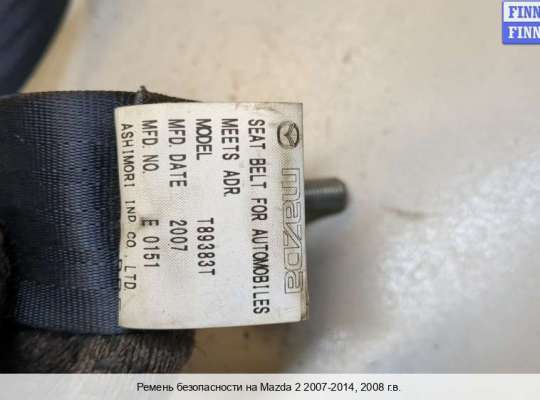 FINN
FINN
mazda
SEAT BELT FOR AUTOMOBILES
MEETS ADR.
MODEL T89383T
MFD. DATE 2007
MFD. NO. E 0151
ASHIMORI IND CO., LTD.
Ремень безопасности на Mazda 2 2007-2014, 2008 г.в.